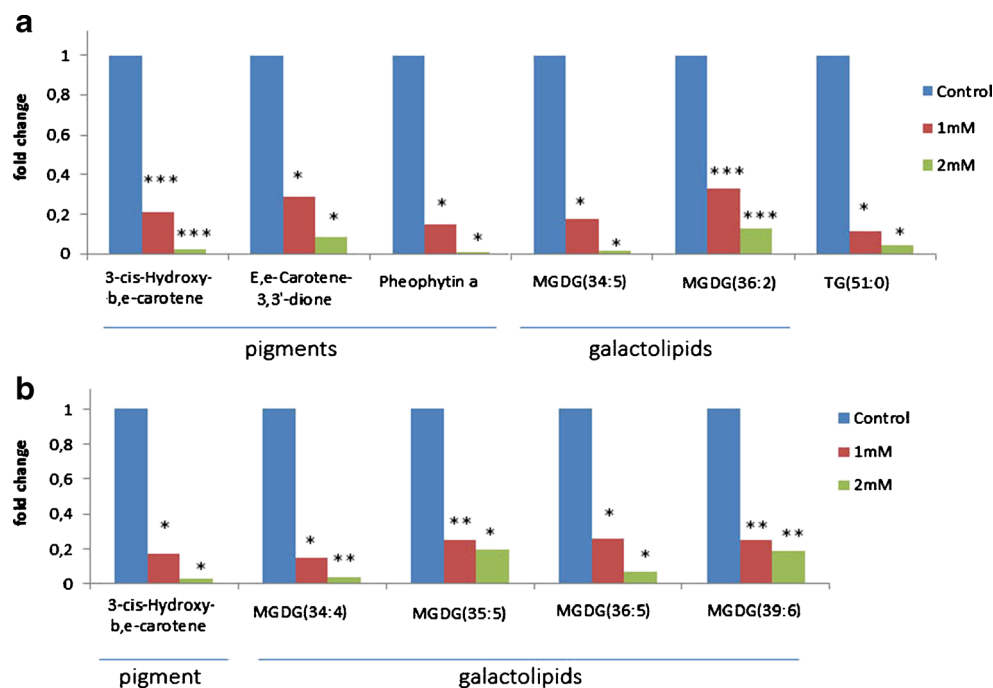 a
fold change
1
0,8
0,6
0,4
0,2
0
*** *** * * * * * * *** *** * *
3-cis-Hydroxy-
b,e-carotene
E,e-Carotene-
3,3'-dione
Pheophytin a
MGDG(34:5)
MGDG(36:2)
TG(51:0)
pigments
galactolipids
Control
1mM
2mM
b
fold change
1
0,8
0,6
0,4
0,2
0
* * * ** ** * * * ** **
3-cis-Hydroxy-
b,e-carotene
MGDG(34:4)
MGDG(35:5)
MGDG(36:5)
MGDG(39:6)
pigment
galactolipids
Control
1mM
2mM